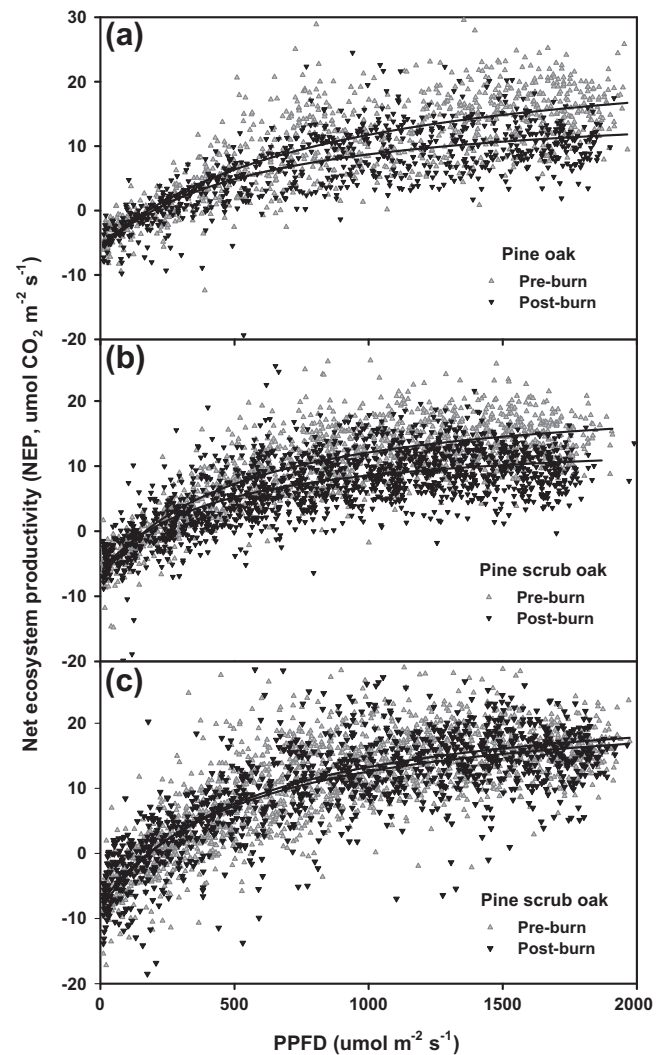 30
(a)
20
10
0
-10
Pine oak
Pre-burn
Post-burn
-20
(b)
20
10
0
-10
Pine scrub oak
Pre-burn
Post-burn
-20
(c)
20
10
0
-10
Pine scrub oak
Pre-burn
Post-burn
-20
0 500 1000 1500 2000
PPFD (umol m⁻² s⁻¹)
Net ecosystem productivity (NEP, umol CO₂ m⁻² s⁻¹)